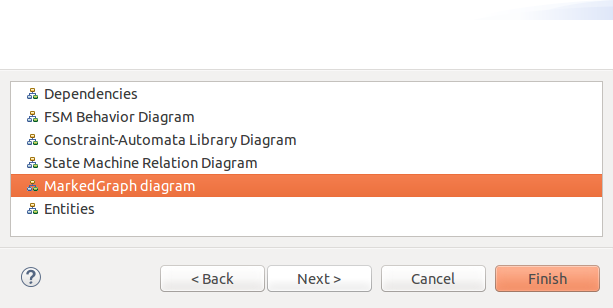 Dependencies
FSM Behavior Diagram
Constraint-Automata Library Diagram
State Machine Relation Diagram
MarkedGraph diagram
Entities
? < Back Next > Cancel Finish